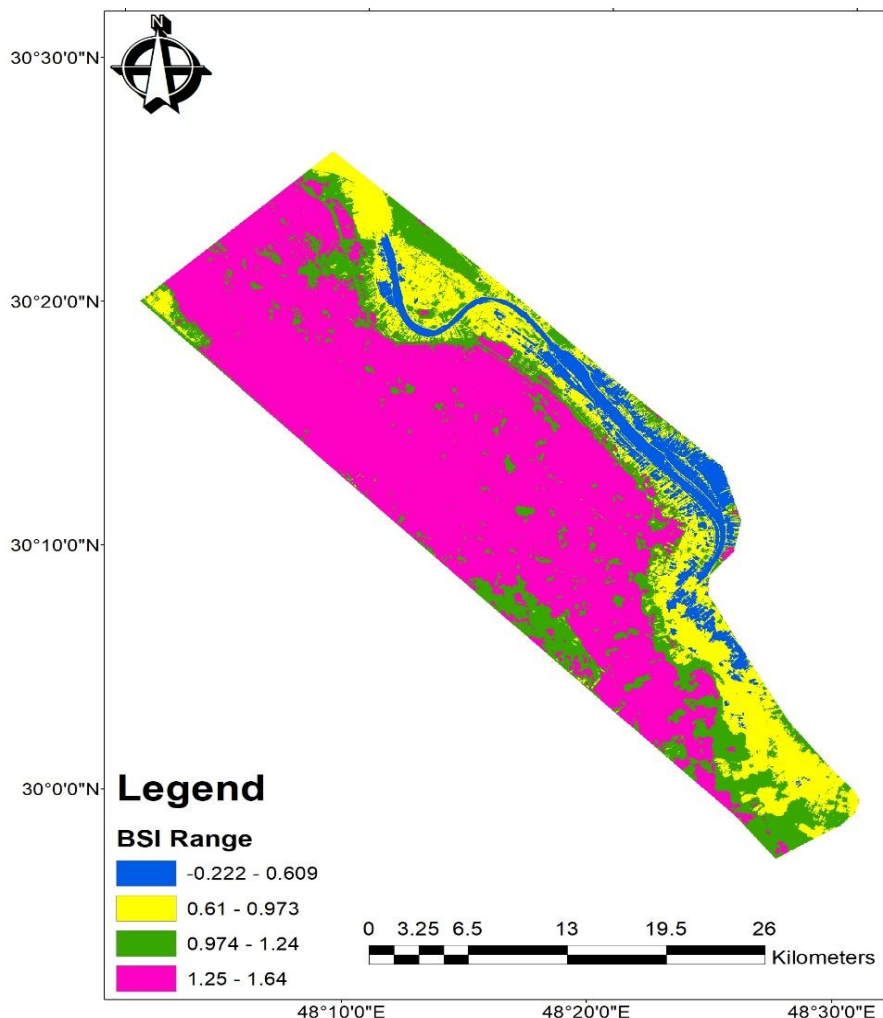 N
30°30'0"N
30°20'0"N
30°10'0"N
30°0'0"N
Legend
BSI Range
-0.222 - 0.609
0.61 - 0.973
0.974 - 1.24
1.25 - 1.64
0 3.25 6.5 13 19.5 26
Kilometers
48°10'0"E 48°20'0"E 48°30'0"E